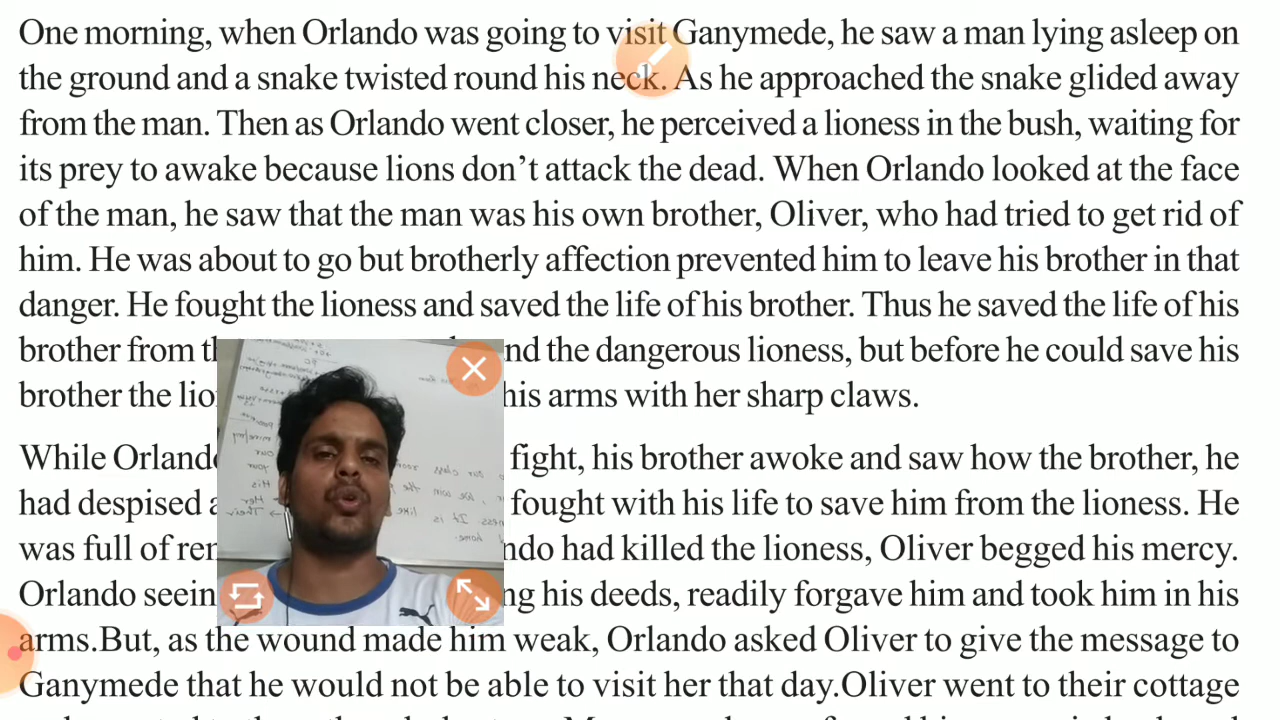 One morning, when Orlando was going to visit Ganymede, he saw a man lying asleep on
the ground and a snake twisted round his neck. As he approached the snake glided away
from the man. Then as Orlando went closer, he perceived a lioness in the bush, waiting for
its prey to awake because lions don't attack the dead. When Orlando looked at the face
of the man, he saw that the man was his own brother, Oliver, who had tried to get rid of
him. He was about to go but brotherly affection prevented him to leave his brother in that
danger. He fought the lioness and saved the life of his brother. Thus he saved the life of his
brother from the dangerous lioness, but before he could save his
brother the his arms with her sharp claws.
While fight, his brother awoke and saw how the brother, he
had despised fought with his life to save him from the lioness. He
was full of had killed the lioness, Oliver begged his mercy.
Orlando his deeds, readily forgave him and took him in his
arms.But, as the wound made him weak, Orlando asked Oliver to give the message to
Ganymede that he would not be able to visit her that day.Oliver went to their cottage